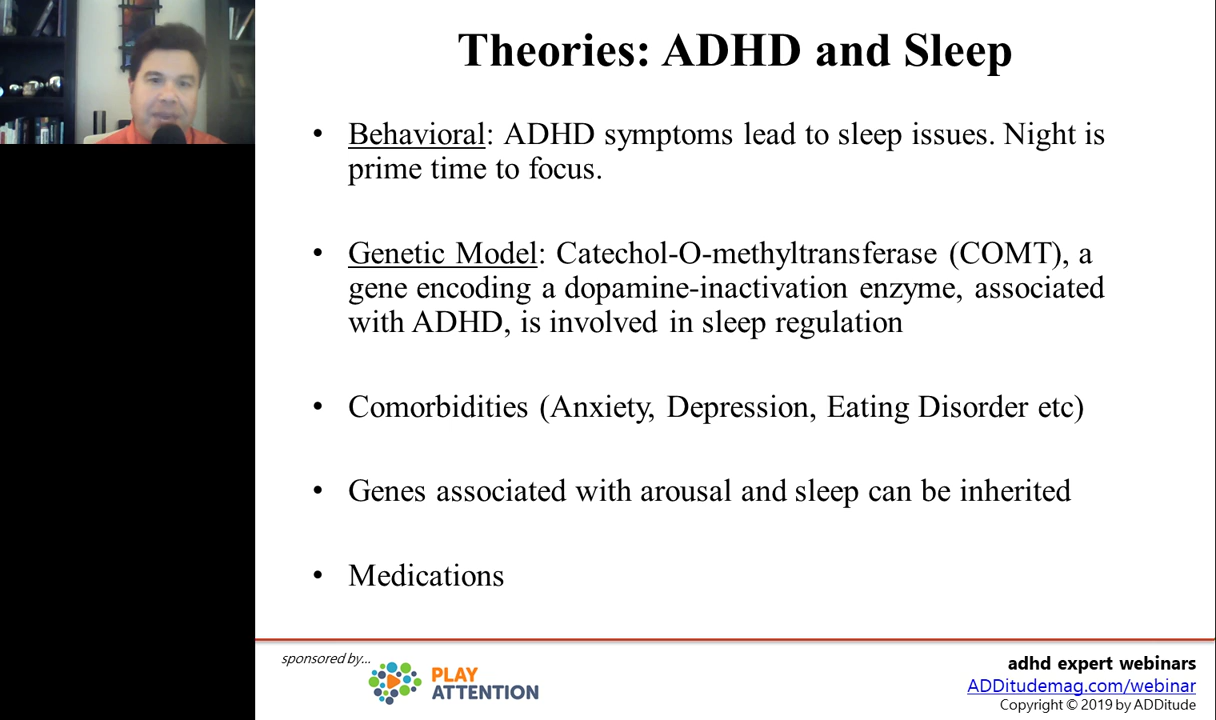 Theories: ADHD and Sleep
• Behavioral: ADHD symptoms lead to sleep issues. Night is
prime time to focus.
• Genetic Model: Catechol-O-methyltransferase (COMT), a
gene encoding a dopamine-inactivation enzyme, associated
with ADHD, is involved in sleep regulation
• Comorbidities (Anxiety, Depression, Eating Disorder etc)
• Genes associated with arousal and sleep can be inherited
• Medications
sponsored by...
PLAY
ATTENTION
adhd expert webinars
ADDitudemag.com/webinar
Copyright © 2019 by ADDitude